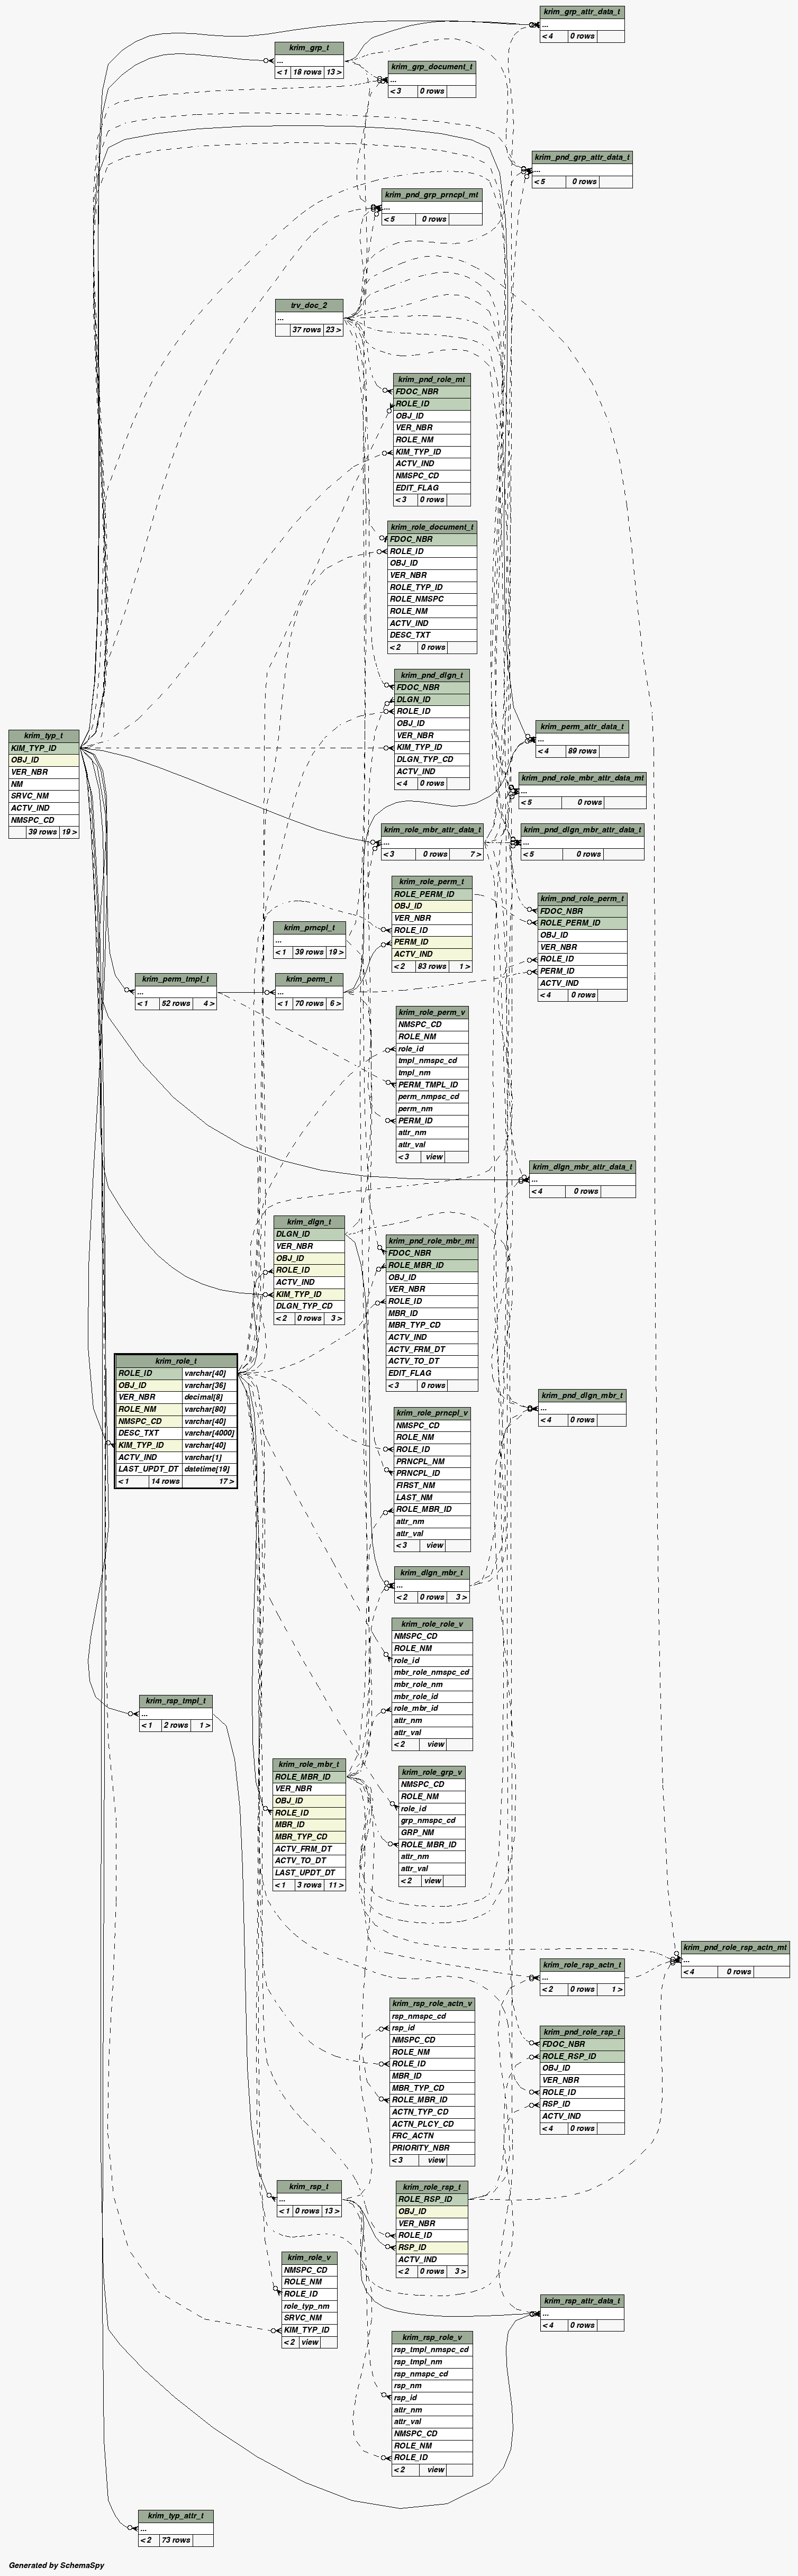 krim_grp_attr_data_t
...
< 4 0 rows
krim_grp_t
...
< 1 18 rows 13 >
krim_grp_document_t
...
< 3 0 rows
krim_pnd_grp_attr_data_t
...
< 5 0 rows
krim_pnd_grp_prncpl_mt
...
< 5 0 rows
trv_doc_2
...
37 rows 23 >
krim_pnd_role_mt
FDOC_NBR
ROLE_ID
OBJ_ID
VER_NBR
ROLE_NM
KIM_TYP_ID
ACTV_IND
NMSPC_CD
EDIT_FLAG
< 3 0 rows
krim_role_document_t
FDOC_NBR
ROLE_ID
OBJ_ID
VER_NBR
ROLE_TYP_ID
ROLE_NMSPC
ROLE_NM
ACTV_IND
DESC_TXT
< 2 0 rows
krim_pnd_dlgn_t
FDOC_NBR
DLGN_ID
ROLE_ID
OBJ_ID
VER_NBR
KIM_TYP_ID
DLGN_TYP_CD
ACTV_IND
< 4 0 rows
krim_typ_t
KIM_TYP_ID
OBJ_ID
VER_NBR
NM
SRVC_NM
ACTV_IND
NMSPC_CD
39 rows 19 >
krim_perm_attr_data_t
...
< 4 89 rows
krim_pnd_role_mbr_attr_data_mt
...
< 5 0 rows
krim_role_mbr_attr_data_t
...
< 3 0 rows 7 >
krim_pnd_dlgn_mbr_attr_data_t
...
< 5 0 rows
krim_role_perm_t
ROLE_PERM_ID
OBJ_ID
VER_NBR
ROLE_ID
PERM_ID
ACTV_IND
< 2 83 rows 1 >
krim_pnd_role_perm_t
FDOC_NBR
ROLE_PERM_ID
OBJ_ID
VER_NBR
ROLE_ID
PERM_ID
ACTV_IND
< 4 0 rows
krim_prncpl_t
...
< 1 39 rows 19 >
krim_perm_tmpl_t
...
< 1 52 rows 4 >
krim_perm_t
...
< 1 70 rows 6 >
krim_role_perm_v
NMSPC_CD
ROLE_NM
role_id
tmpl_nmspc_cd
tmpl_nm
PERM_TMPL_ID
perm_nmpsc_cd
perm_nm
PERM_ID
attr_nm
attr_val
< 3 view
krim_dlgn_mbr_attr_data_t
...
< 4 0 rows
krim_dlgn_t
DLGN_ID
VER_NBR
OBJ_ID
ROLE_ID
ACTV_IND
KIM_TYP_ID
DLGN_TYP_CD
< 2 0 rows 3 >
krim_pnd_role_mbr_mt
FDOC_NBR
ROLE_MBR_ID
OBJ_ID
VER_NBR
ROLE_ID
MBR_ID
MBR_TYP_CD
ACTV_IND
ACTV_FRM_DT
ACTV_TO_DT
EDIT_FLAG
< 3 0 rows
krim_role_t
ROLE_ID varchar[40]
OBJ_ID varchar[36]
VER_NBR decimal[8]
ROLE_NM varchar[80]
NMSPC_CD varchar[40]
DESC_TXT varchar[4000]
KIM_TYP_ID varchar[40]
ACTV_IND varchar[1]
LAST_UPDT_DT datetime[19]
< 1 14 rows 17 >
krim_pnd_dlgn_mbr_t
...
< 4 0 rows
krim_role_prncpl_v
NMSPC_CD
ROLE_NM
ROLE_ID
PRNCPL_NM
PRNCPL_ID
FIRST_NM
LAST_NM
ROLE_MBR_ID
attr_nm
attr_val
< 3 view
krim_dlgn_mbr_t
...
< 2 0 rows 3 >
krim_role_role_v
NMSPC_CD
ROLE_NM
role_id
mbr_role_nmspc_cd
mbr_role_nm
mbr_role_id
role_mbr_id
attr_nm
attr_val
< 2 view
krim_rsp_tmpl_t
...
< 1 2 rows 1 >
krim_role_mbr_t
ROLE_MBR_ID
VER_NBR
OBJ_ID
ROLE_ID
MBR_ID
MBR_TYP_CD
ACTV_FRM_DT
ACTV_TO_DT
LAST_UPDT_DT
< 1 3 rows 11 >
krim_role_grp_v
NMSPC_CD
ROLE_NM
role_id
grp_nmspc_cd
GRP_NM
ROLE_MBR_ID
attr_nm
attr_val
< 2 view
krim_pnd_role_rsp_actn_mt
...
< 4 0 rows
krim_role_rsp_actn_t
...
< 2 0 rows 1 >
krim_rsp_role_actn_v
rsp_nmspc_cd
rsp_id
NMSPC_CD
ROLE_NM
ROLE_ID
MBR_ID
MBR_TYP_CD
ROLE_MBR_ID
ACTN_TYP_CD
ACTN_PLCY_CD
FRC_ACTN
PRIORITY_NBR
< 3 view
krim_pnd_role_rsp_t
FDOC_NBR
ROLE_RSP_ID
OBJ_ID
VER_NBR
ROLE_ID
RSP_ID
ACTV_IND
< 4 0 rows
krim_rsp_t
...
< 1 0 rows 13 >
krim_role_rsp_t
ROLE_RSP_ID
OBJ_ID
VER_NBR
ROLE_ID
RSP_ID
ACTV_IND
< 2 0 rows 3 >
krim_role_v
NMSPC_CD
ROLE_NM
ROLE_ID
role_typ_nm
SRVC_NM
KIM_TYP_ID
< 2 view
krim_rsp_attr_data_t
...
< 4 0 rows
krim_rsp_role_v
rsp_tmpl_nmspc_cd
rsp_tmpl_nm
rsp_nmspc_cd
rsp_nm
rsp_id
attr_nm
attr_val
NMSPC_CD
ROLE_NM
ROLE_ID
< 2 view
krim_typ_attr_t
...
< 2 73 rows
Generated by SchemaSpy